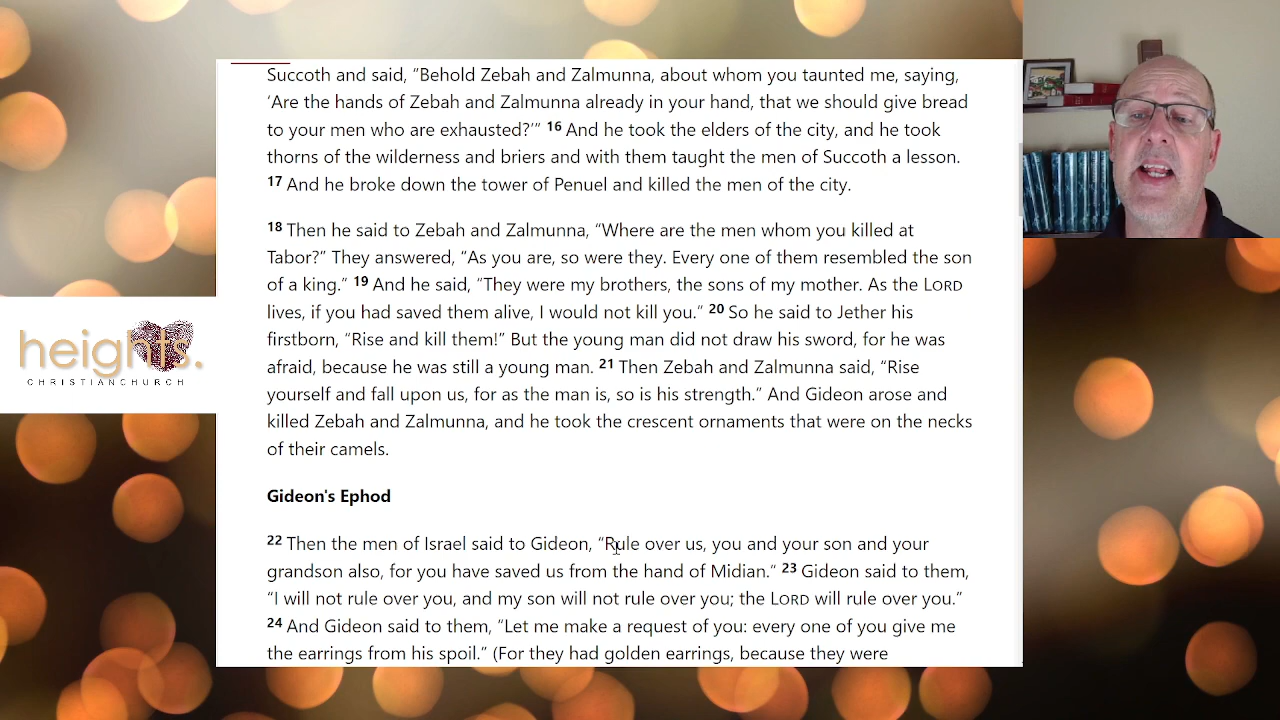 Succoth and said, “Behold Zebah and Zalmunna, about whom you taunted me, saying,
‘Are the hands of Zebah and Zalmunna already in your hand, that we should give bread
to your men who are exhausted?’” 16 And he took the elders of the city, and he took
thorns of the wilderness and briers and with them taught the men of Succoth a lesson.
17 And he broke down the tower of Penuel and killed the men of the city.
18 Then he said to Zebah and Zalmunna, “Where are the men whom you killed at
Tabor?” They answered, “As you are, so were they. Every one of them resembled the son
of a king.” 19 And he said, “They were my brothers, the sons of my mother. As the LORD
lives, if you had saved them alive, I would not kill you.” 20 So he said to Jether his
firstborn, “Rise and kill them!” But the young man did not draw his sword, for he was
afraid, because he was still a young man. 21 Then Zebah and Zalmunna said, “Rise
yourself and fall upon us, for as the man is, so is his strength.” And Gideon arose and
killed Zebah and Zalmunna, and he took the crescent ornaments that were on the necks
of their camels.
Gideon's Ephod
22 Then the men of Israel said to Gideon, “Rule over us, you and your son and your
grandson also, for you have saved us from the hand of Midian.” 23 Gideon said to them,
“I will not rule over you, and my son will not rule over you; the LORD will rule over you.”
24 And Gideon said to them, “Let me make a request of you: every one of you give me
the earrings from his spoil.” (For they had golden earrings, because they were
heights.
CHRISTIANCHURCH